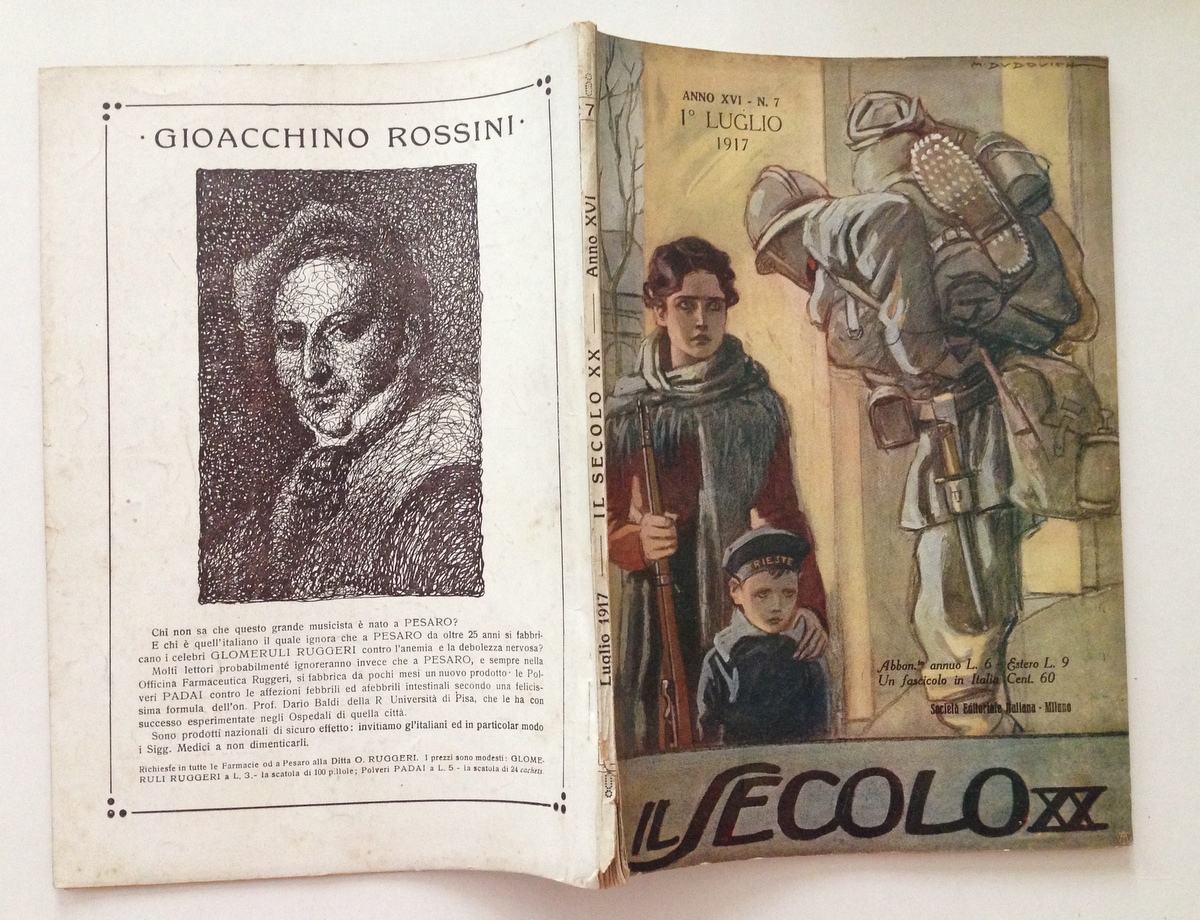 · GIOACCHINO ROSSINI ·
Chi non sa che questo grande musicista è nato a PESARO?
E chi è quell'italiano il quale ignora che a PESARO da oltre 25 anni si fabbri-
cano i celebri GLOMERULI RUGGERI contro l'anemia e la debolezza nervosa?
Molti lettori probabilmente ignoreranno invece che a PESARO, e sempre nella
Officina Farmaceutica Ruggeri, si fabbrica da pochi mesi un nuovo prodotto· le Pol-
veri PADAI contro le affezioni febbrili ed afebbrili intestinali secondo una felicis-
sima formula dell'on. Prof. Dario Baldi della R Università di Pisa, che le ha con
successo esperimentate negli Ospedali di quella città.
Sono prodotti nazionali di sicuro effetto: invitiamo gl'italiani ed in particolar modo
i Sigg. Medici a non dimenticarli.
Richieste in tutte le Farmacie od a Pesaro alla Ditta O. RUGGERI. I prezzi sono modesti: GLOME-
RULI RUGGERI a L. 3.- la scatola di 100 pillole; Polveri PADAI a L. 5 - la scatola di 24 cachets.
7
Luglio 1917 — IL SECOLO XX — Anno XVI
M. DUDOVICH
ANNO XVI - N. 7
1° LUGLIO
1917
RIESTE
Abbon.to annuo L. 6 - Estero L. 9
Un fascicolo in Italia Cent. 60
Società Editoriale Italiana - Milano
IL SECOLO XX